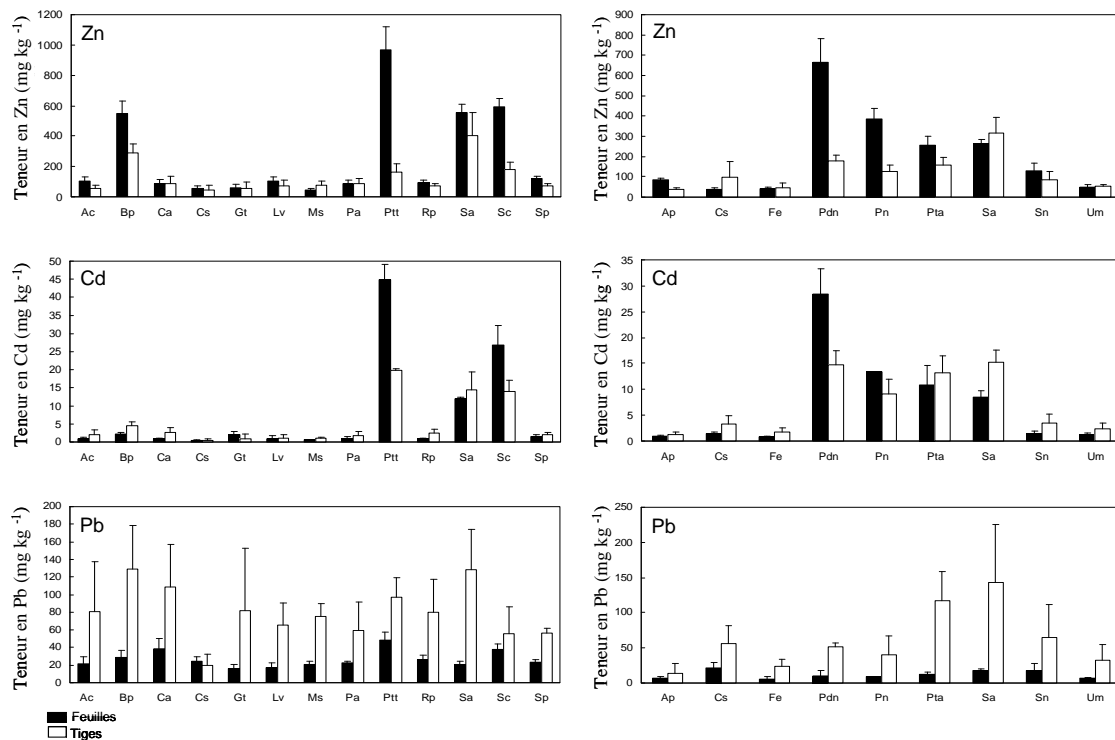 Zn
Teneur en Zn (mg kg -1)
1200
1000
800
600
400
200
0
Ac Bp Ca Cs Gt Lv Ms Pa Ptt Rp Sa Sc Sp
Zn
Teneur en Zn (mg kg -1)
900
800
700
600
500
400
300
200
100
0
Ap Cs Fe Pdn Pn Pta Sa Sn Um
Cd
Teneur en Cd (mg kg -1)
50
45
40
35
30
25
20
15
10
5
0
Ac Bp Ca Cs Gt Lv Ms Pa Ptt Rp Sa Sc Sp
Cd
Teneur en Cd (mg kg -1)
35
30
25
20
15
10
5
0
Ap Cs Fe Pdn Pn Pta Sa Sn Um
Pb
Teneur en Pb (mg kg -1)
200
180
160
140
120
100
80
60
40
20
0
Ac Bp Ca Cs Gt Lv Ms Pa Ptt Rp Sa Sc Sp
Pb
Teneur en Pb (mg kg -1)
250
200
150
100
50
0
Ap Cs Fe Pdn Pn Pta Sa Sn Um
Feuilles
Tiges